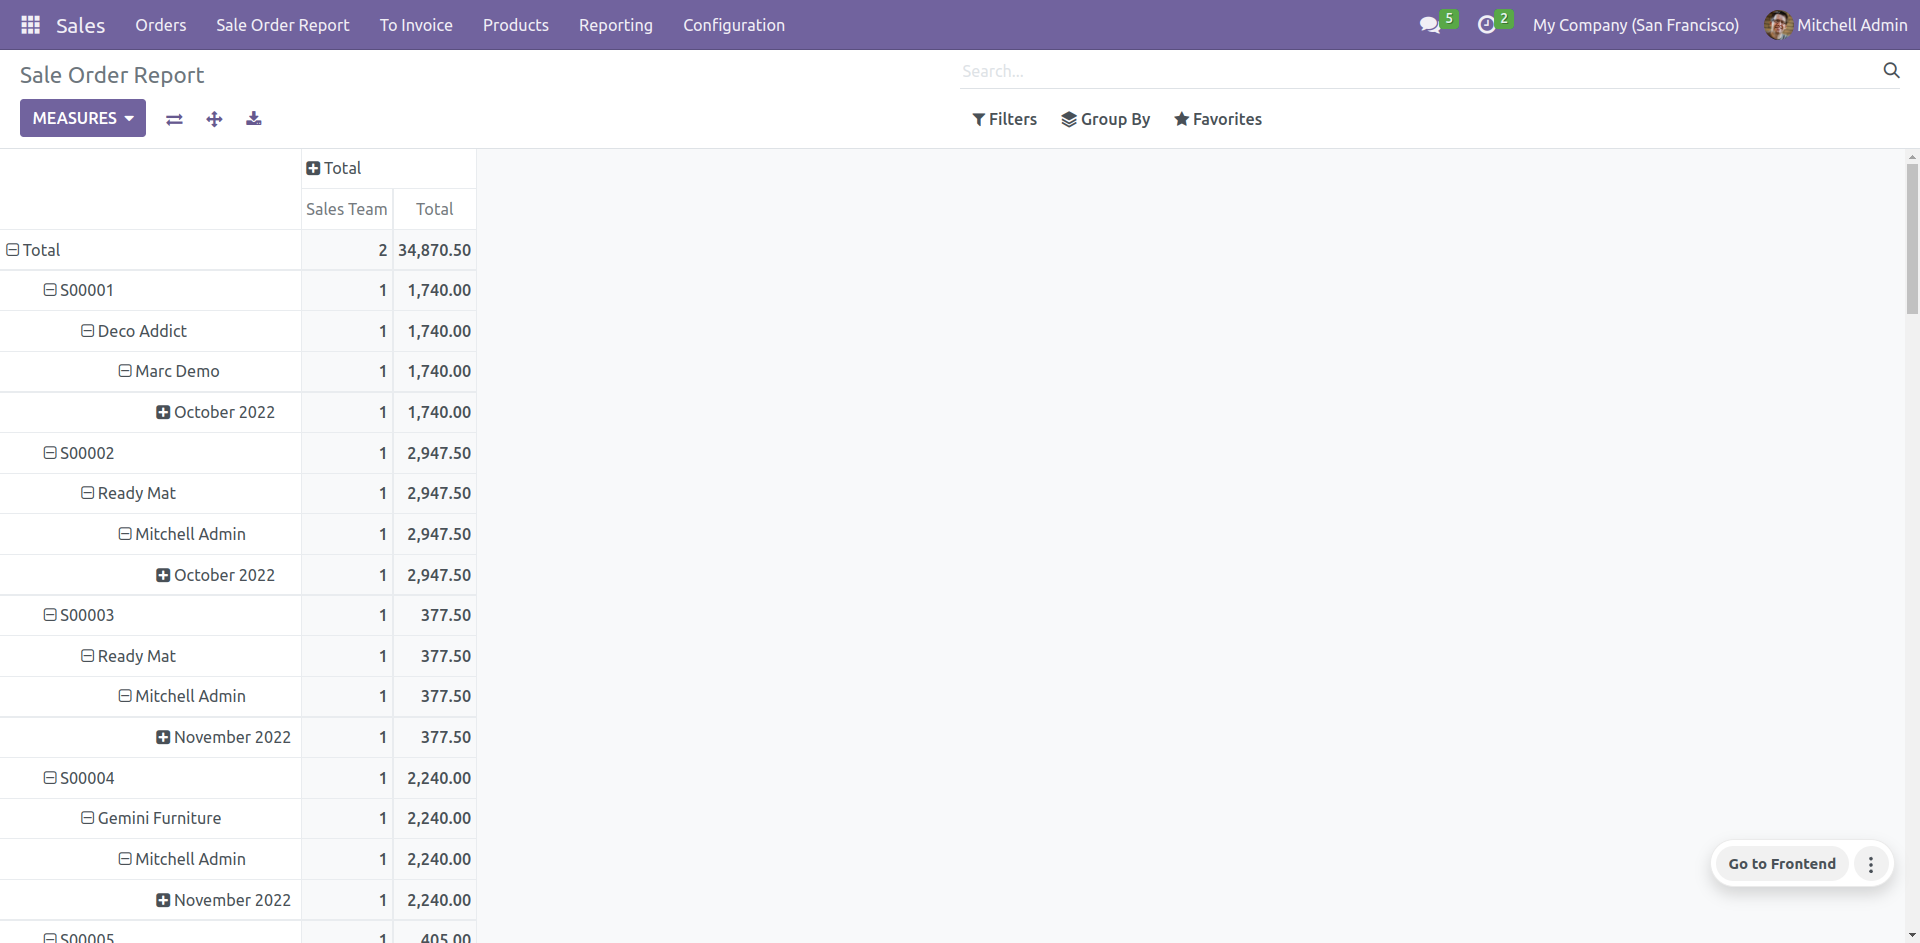 Sales Orders Sale Order Report To Invoice Products Reporting Configuration 5 2 My Company (San Francisco) Mitchell Admin
Sale Order Report
Search...
MEASURES
Filters Group By Favorites
Total
Sales Team Total
Total 2 34,870.50
S00001 1 1,740.00
Deco Addict 1 1,740.00
Marc Demo 1 1,740.00
October 2022 1 1,740.00
S00002 1 2,947.50
Ready Mat 1 2,947.50
Mitchell Admin 1 2,947.50
October 2022 1 2,947.50
S00003 1 377.50
Ready Mat 1 377.50
Mitchell Admin 1 377.50
November 2022 1 377.50
S00004 1 2,240.00
Gemini Furniture 1 2,240.00
Mitchell Admin 1 2,240.00
Go to Frontend
November 2022 1 2,240.00
S00005 1 405.00